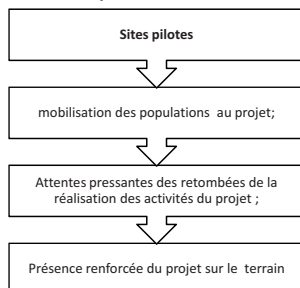 Sites pilotes
mobilisation des populations au projet;
Attentes pressantes des retombées de la
réalisation des activités du projet ;
Présence renforcée du projet sur le terrain